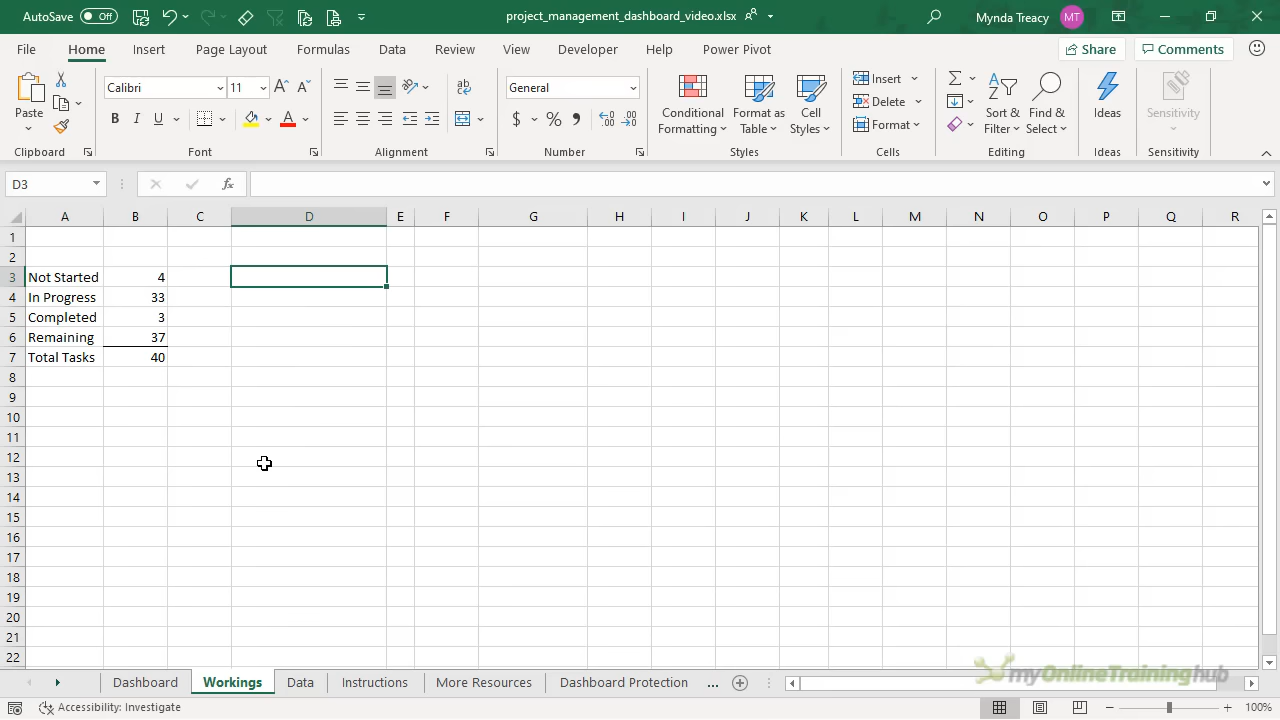 AutoSave Off project_management_dashboard_video.xlsx Mynda Treacy MT
File Home Insert Page Layout Formulas Data Review View Developer Help Power Pivot Share Comments
Calibri 11 General Insert
Paste Conditional Formatting Format as Table Cell Styles Delete Sort & Filter Find & Select Ideas Sensitivity
B I U $ % Format
Clipboard Font Alignment Number Styles Cells Editing Ideas Sensitivity
D3 fx
A B C D E F G H I J K L M N O P Q R
1
2
3 Not Started 4
4 In Progress 33
5 Completed 3
6 Remaining 37
7 Total Tasks 40
8
9
10
11
12
13
14
15
16
17
18
19
20
21
22
Dashboard Workings Data Instructions More Resources Dashboard Protection ...
myOnlineTraininghub
Accessibility: Investigate 100%